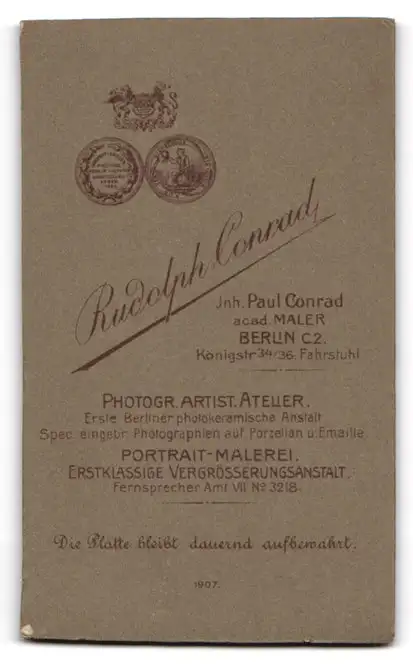 Rudolph Conrad,
Jnh. Paul Conrad
acad. MALER
BERLIN C.2.
Königstr 34/36. Fahrstuhl
PHOTOGR. ARTIST. ATELIER.
Erste Berliner photokeramische Anstalt
Spec. eingebr. Photographien auf Porzellan u. Emaille.
PORTRAIT-MALEREI.
ERSTKLASSIGE VERGRÖSSERUNGSANSTALT.
Fernsprecher Amt VII No 3218.
Die Platte bleibt dauernd aufbewahrt.
1907.